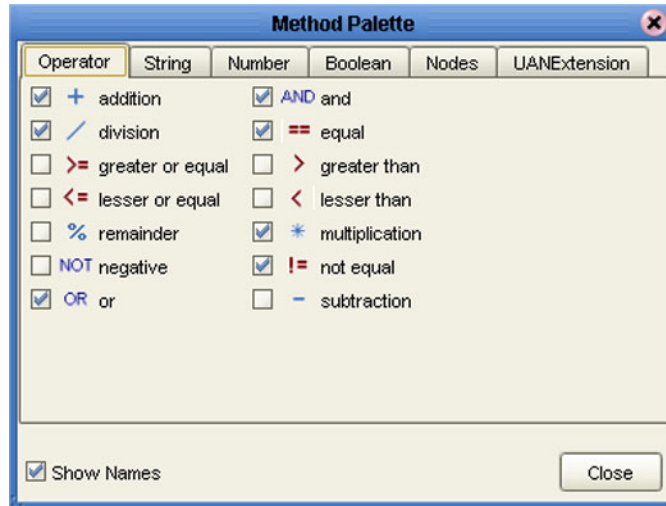 Method Palette
Operator String Number Boolean Nodes UANExtension
+ addition AND and
/ division == equal
>= greater or equal > greater than
<= lesser or equal < lesser than
% remainder * multiplication
NOT negative != not equal
OR or - subtraction
Show Names Close